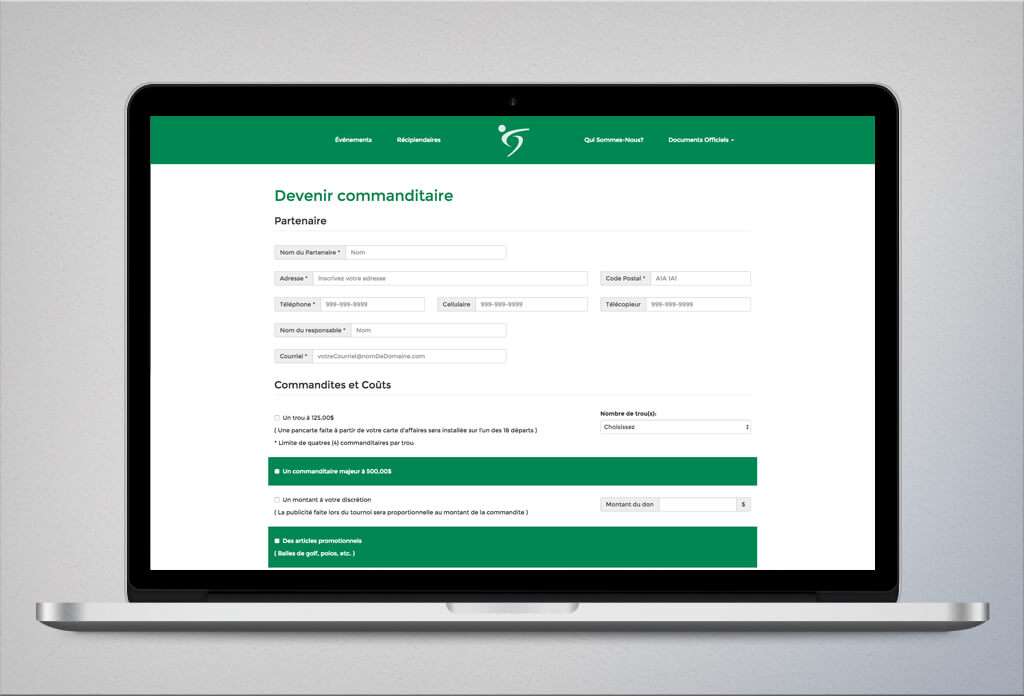 Événements Récipiendaires Qui Sommes-Nous? Documents Officiels
Devenir commanditaire
Partenaire
Nom du Partenaire * Nom
Adresse * Inscrivez votre adresse Code Postal * A1A 1A1
Téléphone * 999-999-9999 Cellulaire 999-999-9999 Télécopieur 999-999-9999
Nom du responsable * Nom
Courriel * votreCourriel@nomDeDomaine.com
Commandites et Coûts
Un trou à 125,00$ Nombre de trou(s):
( Une pancarte faite à partir de votre carte d'affaires sera installée sur l'un des 18 départs ) Choisissez
* Limite de quatres (4) commanditaires par trou
Un commanditaire majeur à 500,00$
Un montant à votre discrétion Montant du don $
( La publicité faite lors du tournoi sera proportionnelle au montant de la commandite )
Des articles promotionnels
( Balles de golf, polos, etc. )